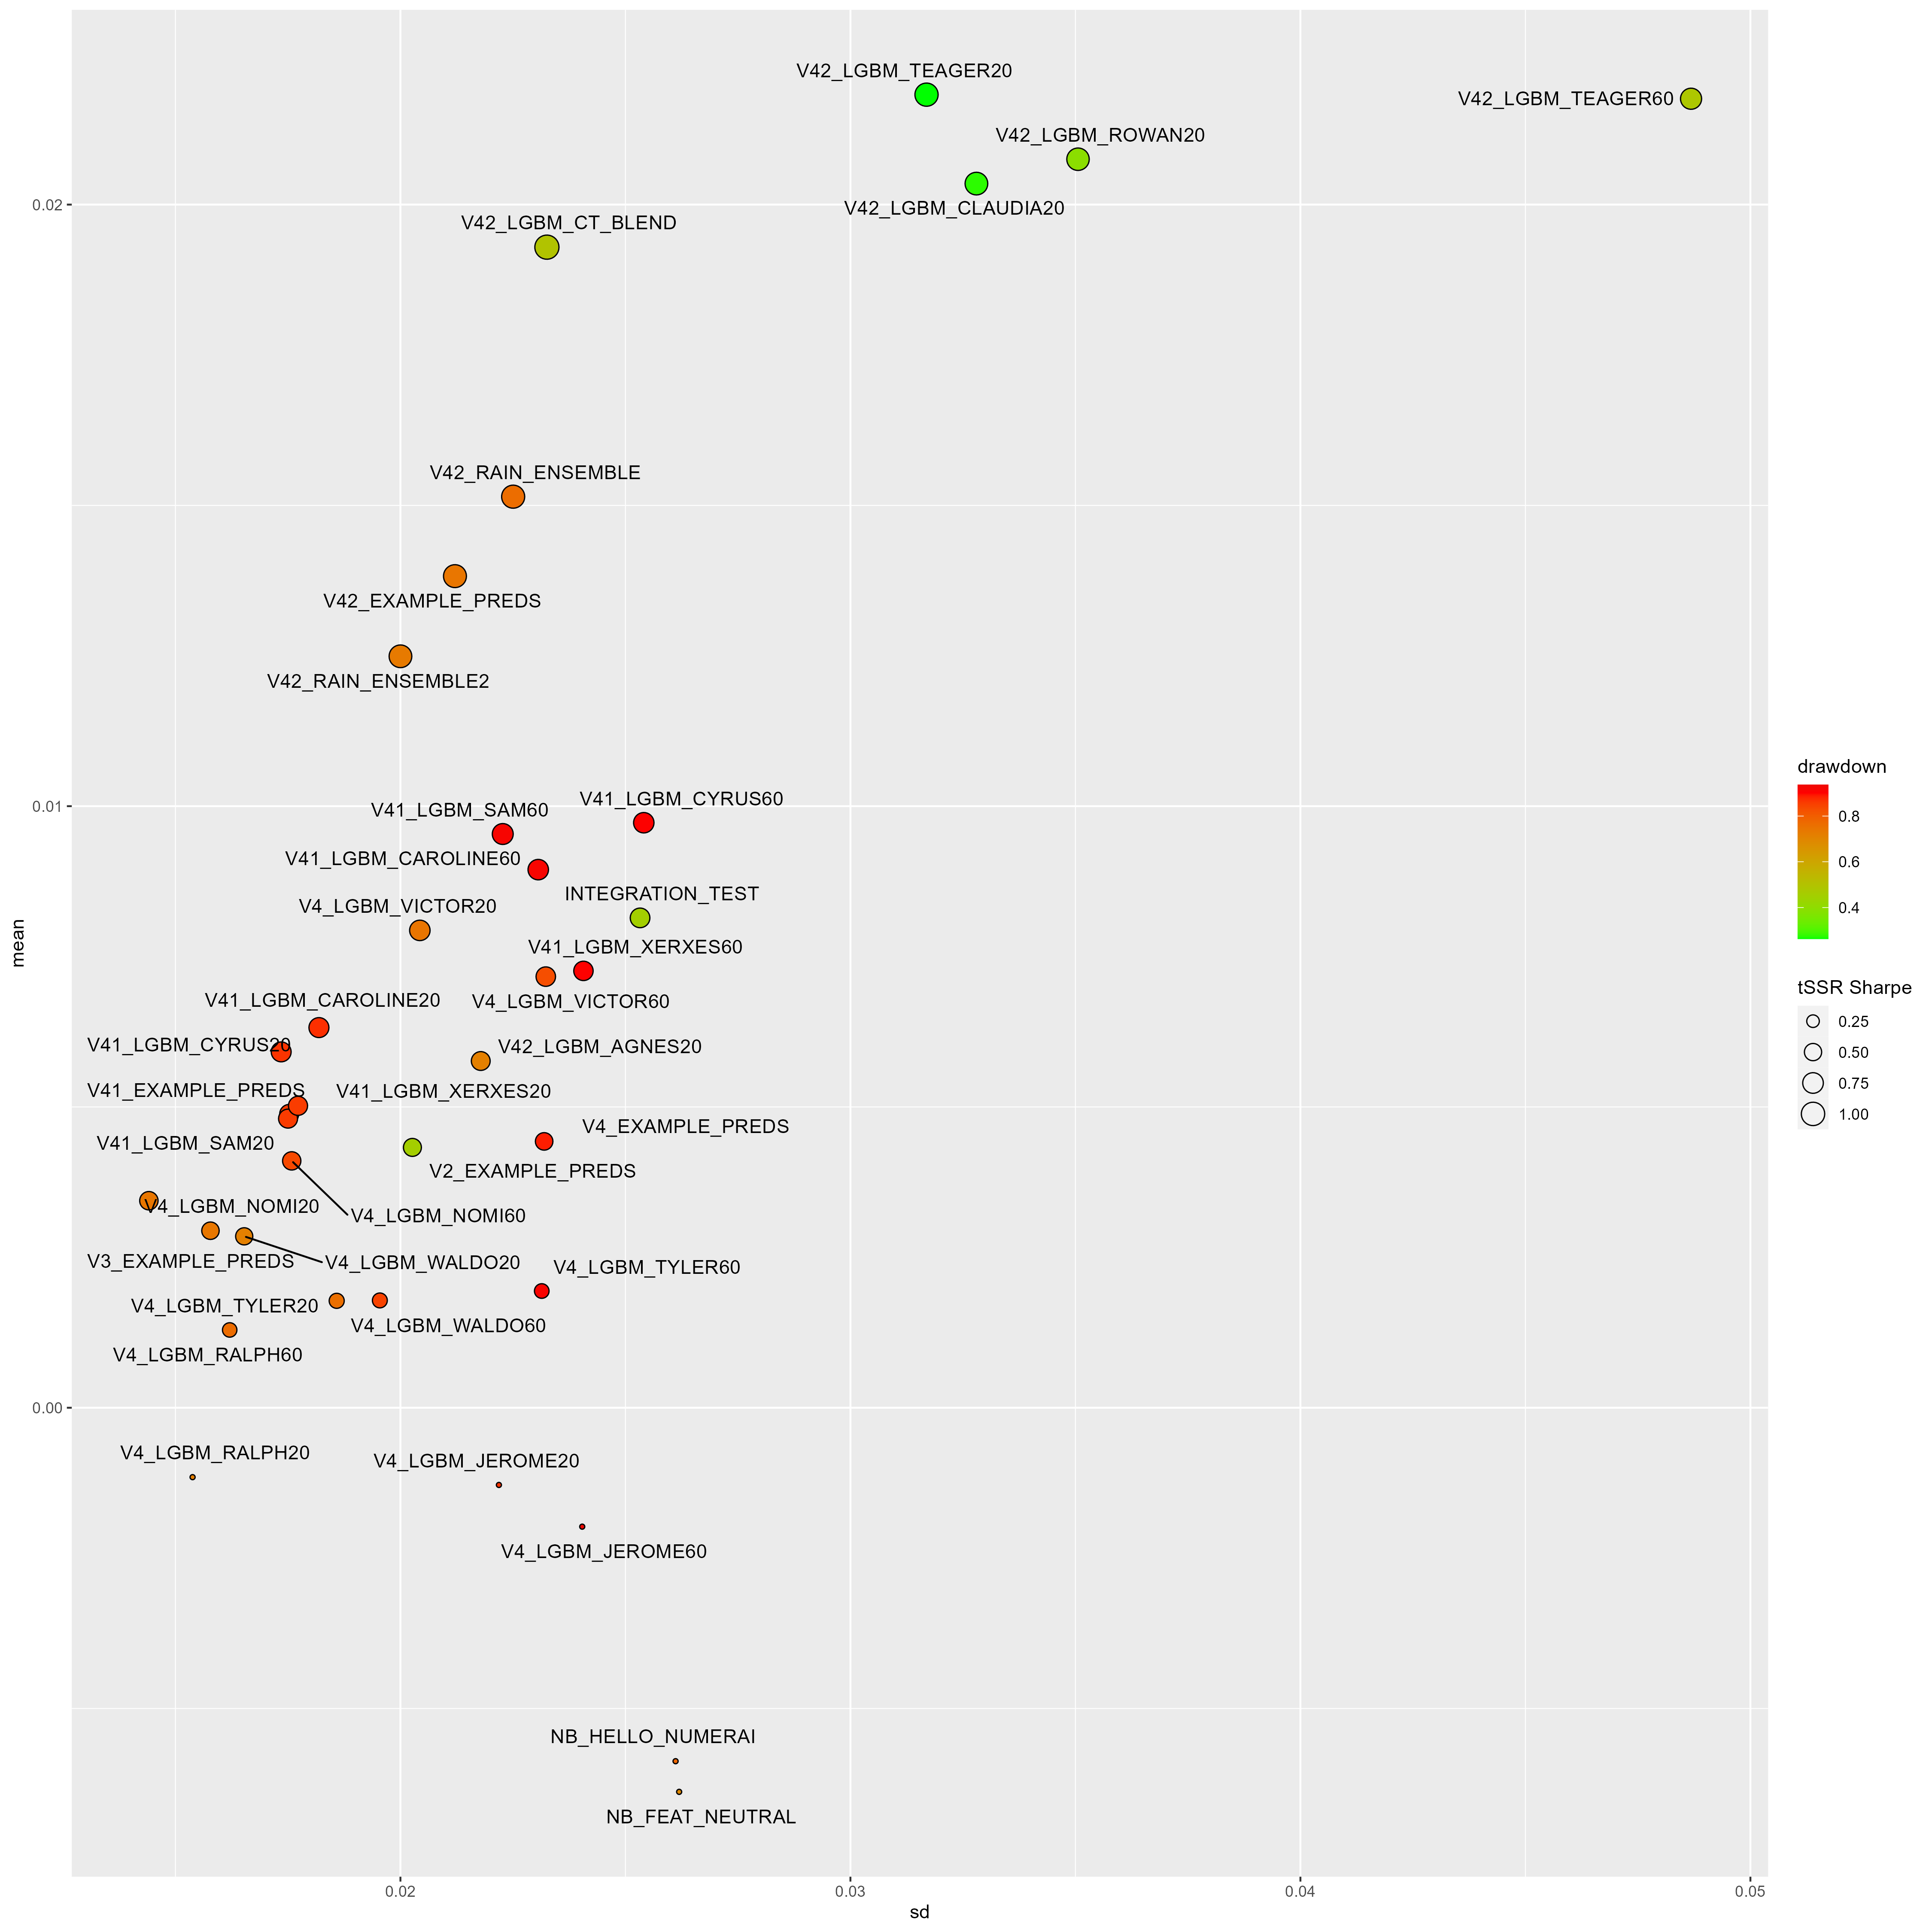 V42_LGBM_TEAGER20
V42_LGBM_TEAGER60
V42_LGBM_ROWAN20
V42_LGBM_CLAUDIA20
V42_LGBM_CT_BLEND
V42_RAIN_ENSEMBLE
V42_EXAMPLE_PREDS
V42_RAIN_ENSEMBLE2
V41_LGBM_CYRUS60
V41_LGBM_SAM60
V41_LGBM_CAROLINE60
INTEGRATION_TEST
V4_LGBM_VICTOR20
V41_LGBM_XERXES60
V4_LGBM_VICTOR60
V41_LGBM_CAROLINE20
V41_LGBM_CYRUS20
V42_LGBM_AGNES20
V41_EXAMPLE_PREDS
V41_LGBM_XERXES20
V4_EXAMPLE_PREDS
V41_LGBM_SAM20
V2_EXAMPLE_PREDS
V4_LGBM_NOMI20
V4_LGBM_NOMI60
V3_EXAMPLE_PREDS
V4_LGBM_WALDO20
V4_LGBM_TYLER60
V4_LGBM_TYLER20
V4_LGBM_WALDO60
V4_LGBM_RALPH60
V4_LGBM_RALPH20
V4_LGBM_JEROME20
V4_LGBM_JEROME60
NB_HELLO_NUMERAI
NB_FEAT_NEUTRAL
0.02
0.01
0.00
mean
0.02
0.03
0.04
0.05
sd
drawdown
0.8
0.6
0.4
tSSR Sharpe
0.25
0.50
0.75
1.00